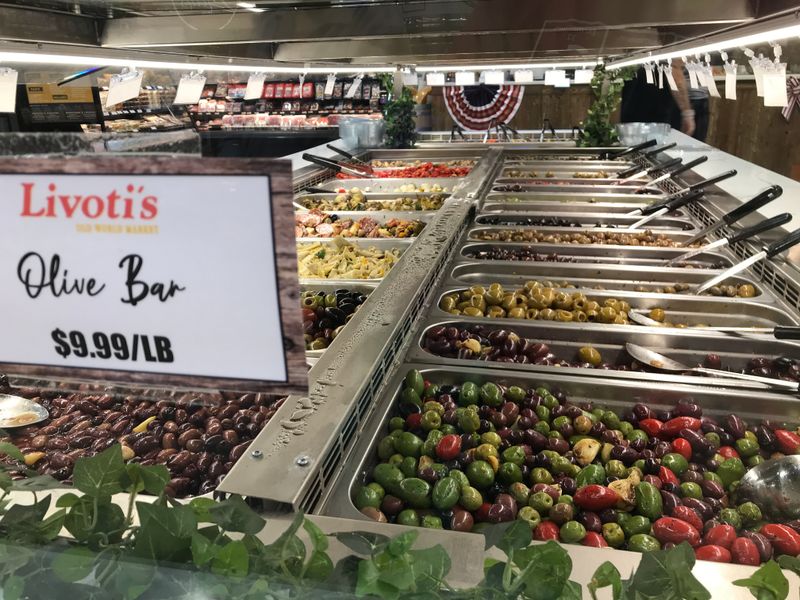 Livoti's
OLD WORLD MARKET
Olive Bar
$9.99/LB